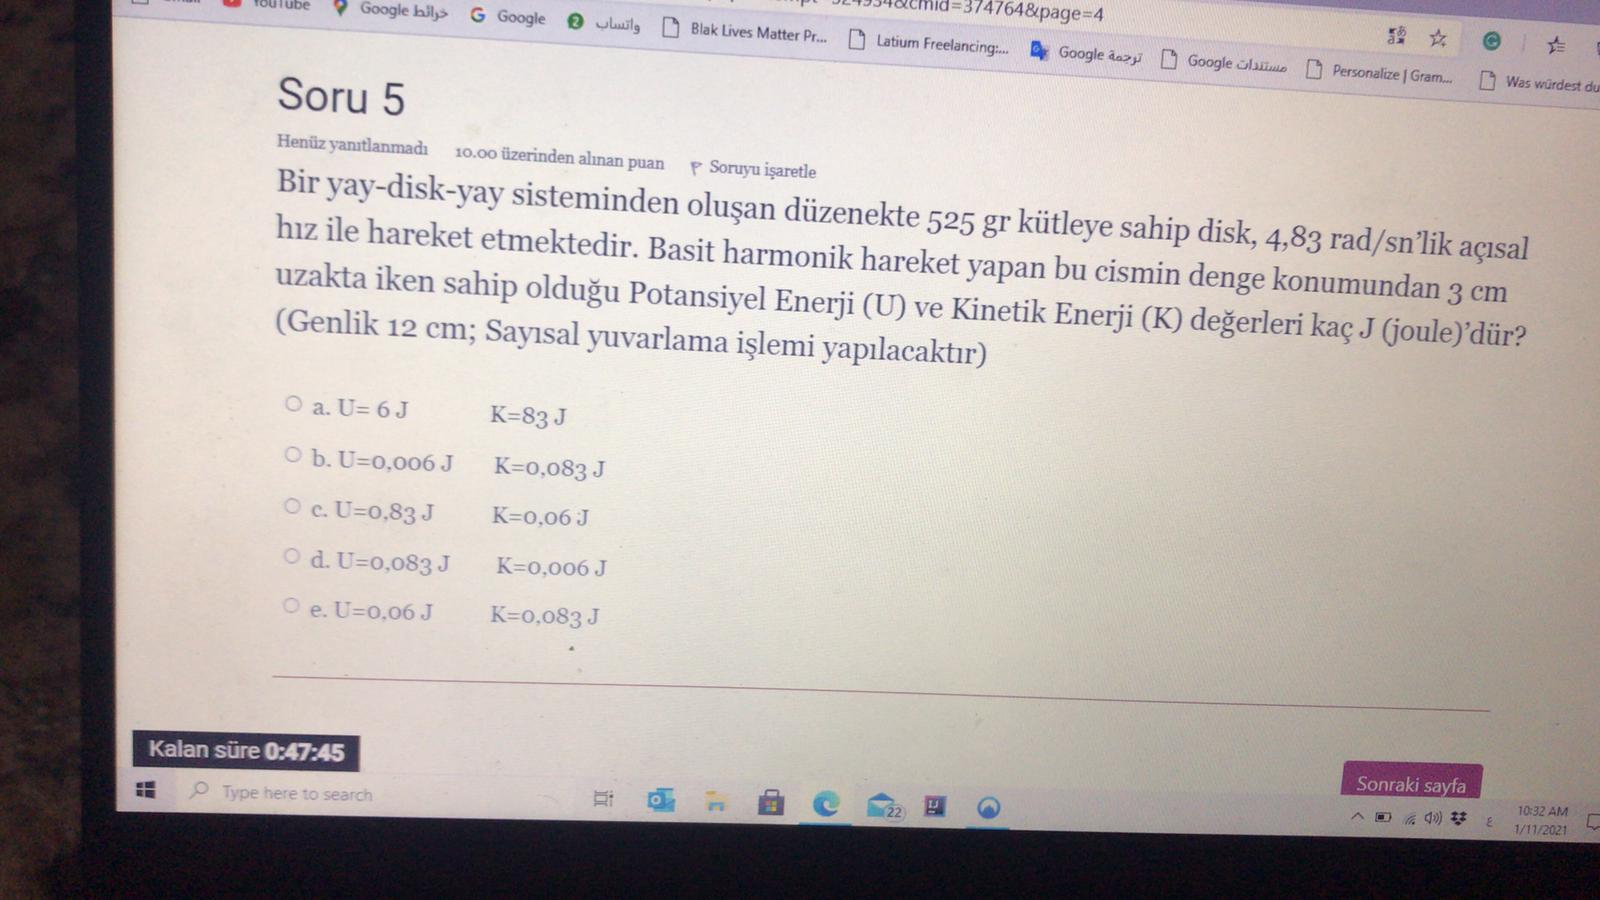 cmid=374764&page=4
YouTube
Google خرائط
Google
واتساب
Blak Lives Matter Pr...
Latium Freelancing:...
Google ترجمة
Google مستندات
Personalize | Gram...
Was würdest du
Soru 5
Henüz yanıtlanmadı 10.00 üzerinden alınan puan Soruyu işaretle
Bir yay-disk-yay sisteminden oluşan düzenekte 525 gr kütleye sahip disk, 4,83 rad/sn'lik açısal
hız ile hareket etmektedir. Basit harmonik hareket yapan bu cismin denge konumundan 3 cm
uzakta iken sahip olduğu Potansiyel Enerji (U) ve Kinetik Enerji (K) değerleri kaç J (joule)'dür?
(Genlik 12 cm; Sayısal yuvarlama işlemi yapılacaktır)
a. U= 6 J K=83 J
b. U=0,006 J K=0,083 J
c. U=0,83 J K=0,06 J
d. U=0,083 J K=0,006 J
e. U=0,06 J K=0,083 J
Kalan süre 0:47:45
Sonraki sayfa
Type here to search
22
ع
10:32 AM
1/11/2021